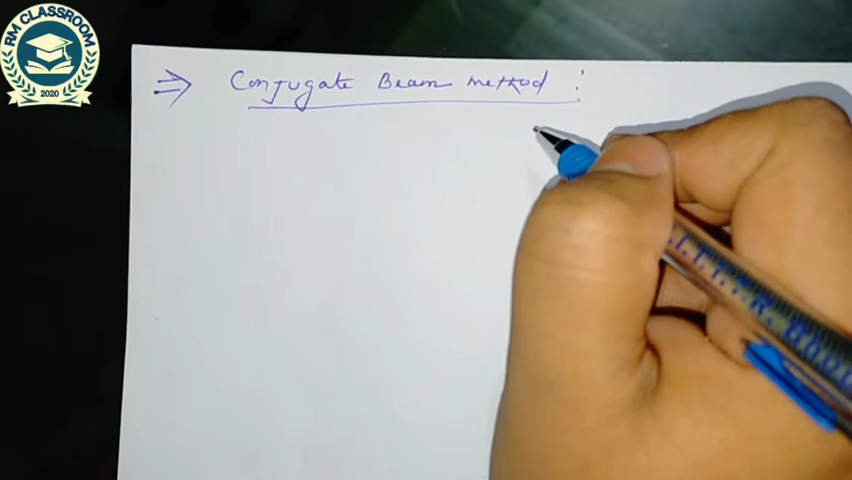 RM CLASSROOM
2020
⇒ Conjugate Beam method :